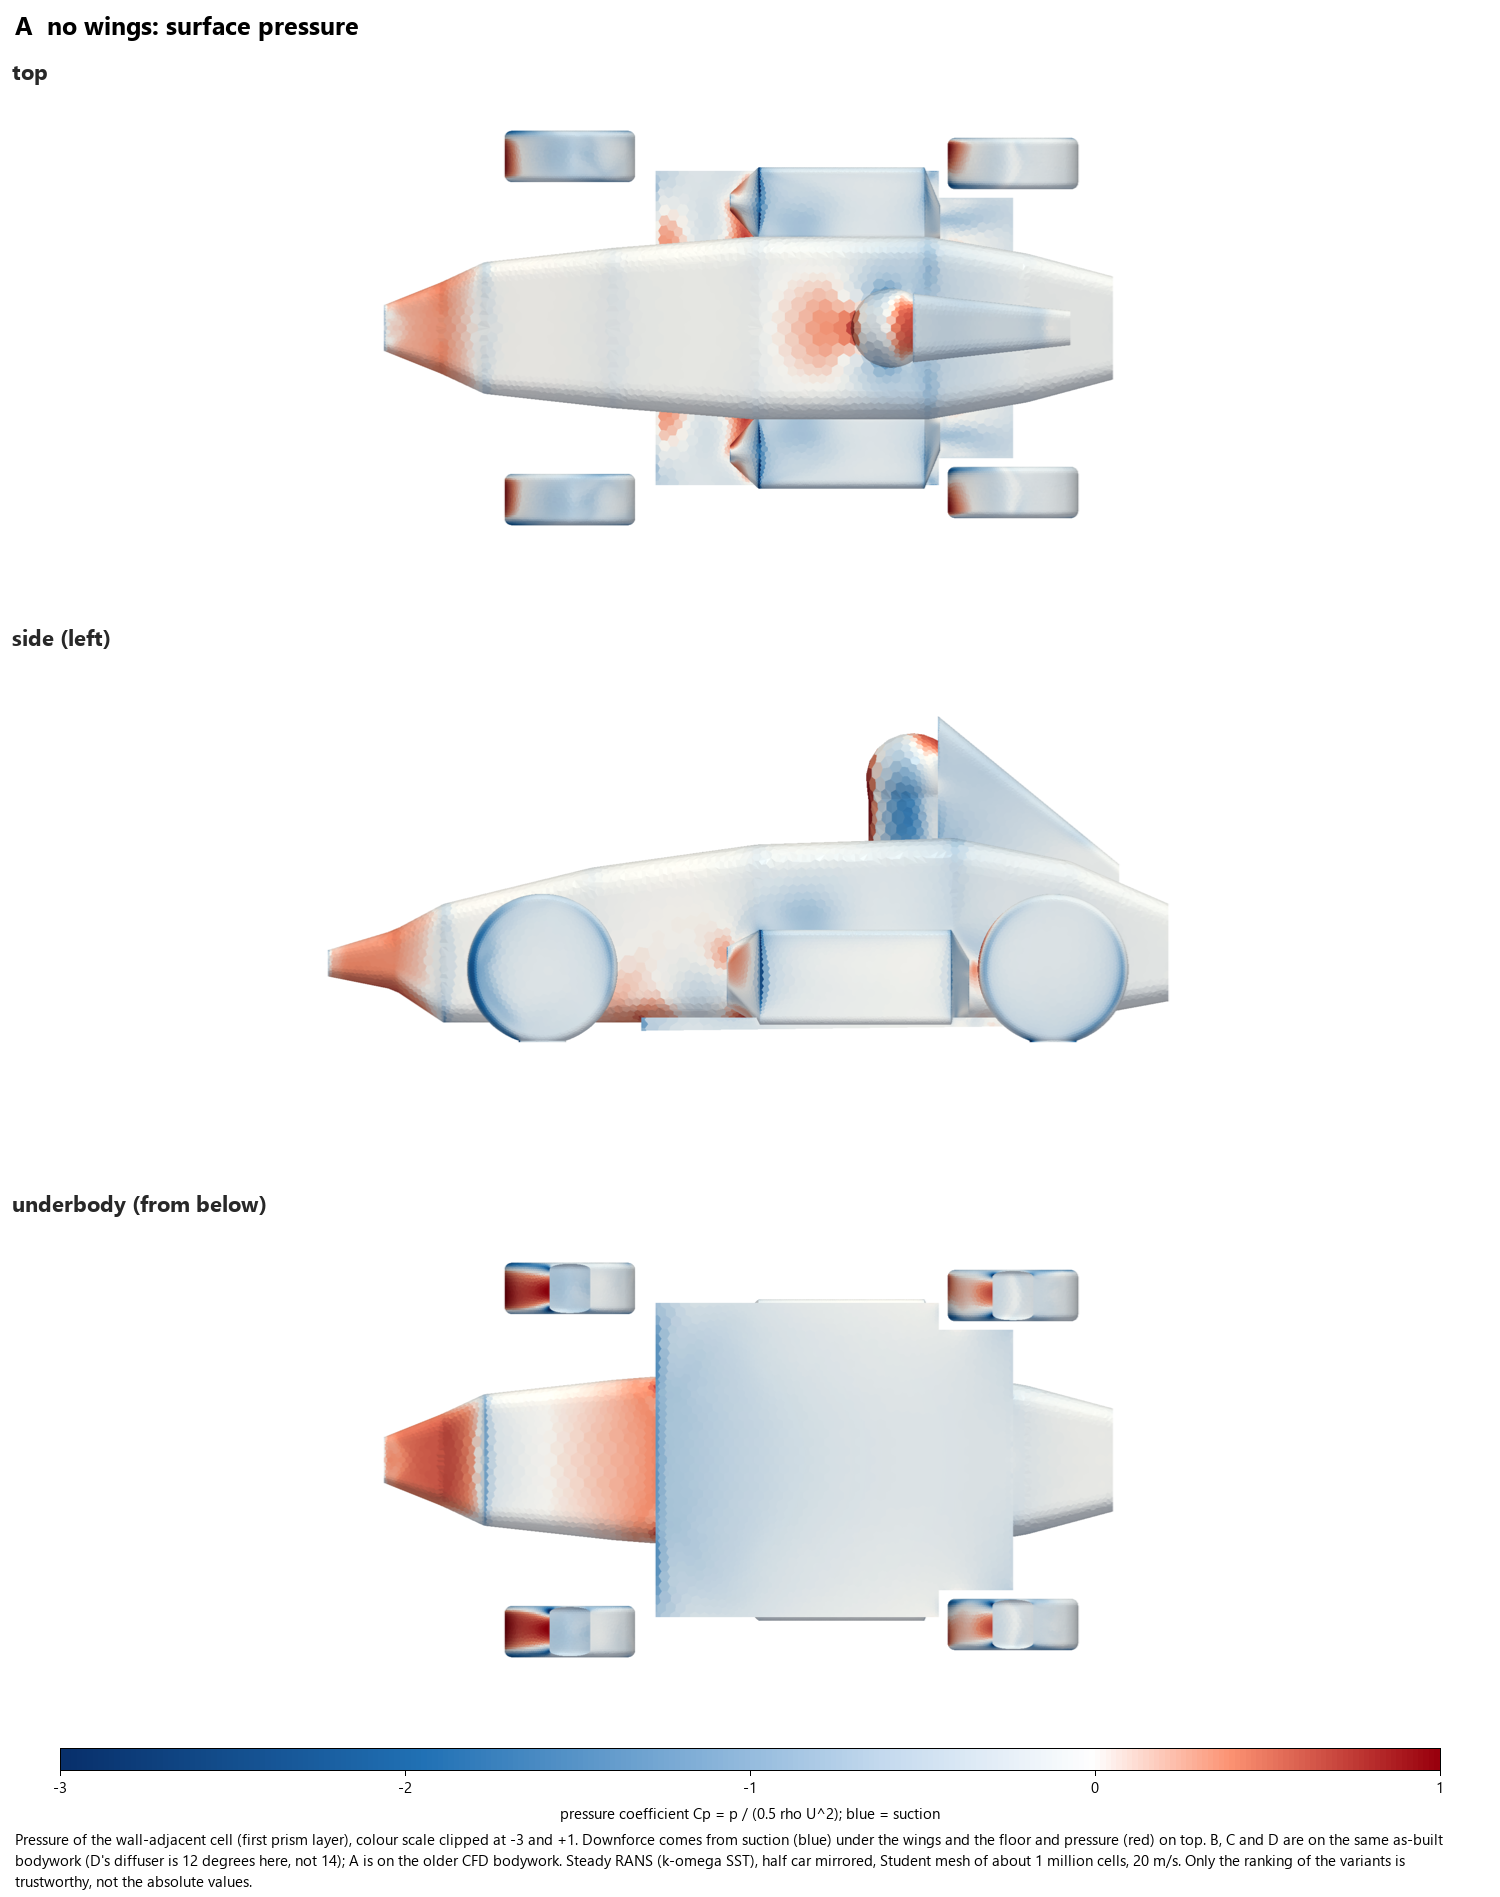 A  no wings: surface pressure
top
side (left)
underbody (from below)
-3
-2
-1
0
1
pressure coefficient Cp = p / (0.5 rho U^2); blue = suction
Pressure of the wall-adjacent cell (first prism layer), colour scale clipped at -3 and +1. Downforce comes from suction (blue) under the wings and the floor and pressure (red) on top. B, C and D are on the same as-built
bodywork (D's diffuser is 12 degrees here, not 14); A is on the older CFD bodywork. Steady RANS (k-omega SST), half car mirrored, Student mesh of about 1 million cells, 20 m/s. Only the ranking of the variants is
trustworthy, not the absolute values.